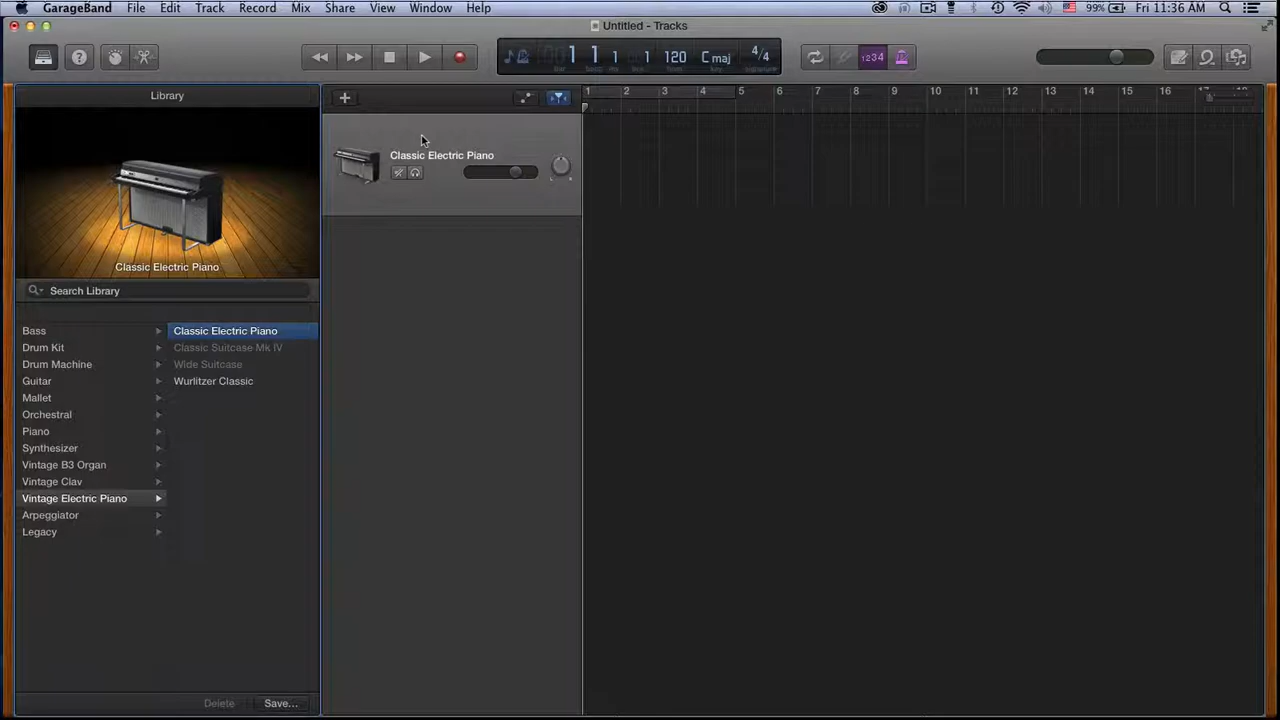 GarageBand File Edit Track Record Mix Share View Window Help 99% Fri 11:36 AM
Untitled - Tracks
1 1 1 1 120 C maj 4/4
bar key signature
1234
Library
1 2 3 4 5 6 7 8 9 10 11 12 13 14 15 16
Classic Electric Piano
Classic Electric Piano
Search Library
Bass
Drum Kit
Drum Machine
Guitar
Mallet
Orchestral
Piano
Synthesizer
Vintage B3 Organ
Vintage Clav
Vintage Electric Piano
Arpeggiator
Legacy
Classic Electric Piano
Classic Suitcase Mk IV
Wide Suitcase
Wurlitzer Classic
Delete Save...